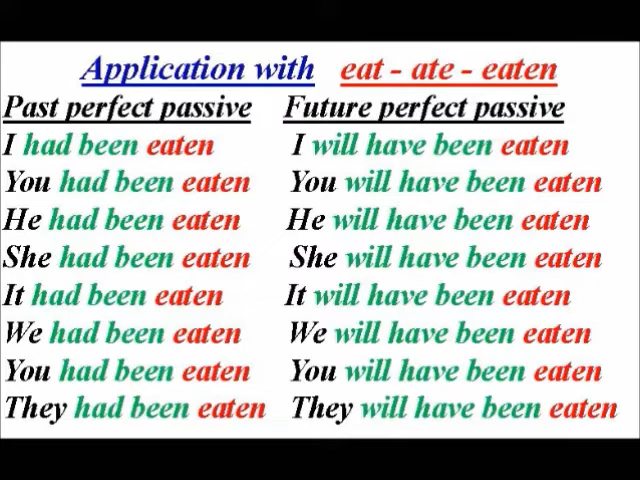 Application with eat - ate - eaten
Past perfect passive Future perfect passive
I had been eaten I will have been eaten
You had been eaten You will have been eaten
He had been eaten He will have been eaten
She had been eaten She will have been eaten
It had been eaten It will have been eaten
We had been eaten We will have been eaten
You had been eaten You will have been eaten
They had been eaten They will have been eaten